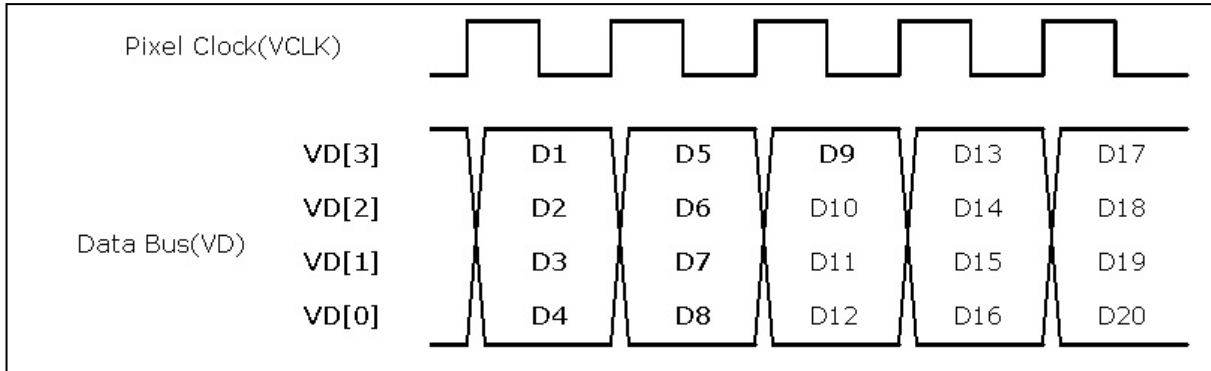 Pixel Clock(VCLK)
VD[3] D1 D5 D9 D13 D17
VD[2] D2 D6 D10 D14 D18
Data Bus(VD)
VD[1] D3 D7 D11 D15 D19
VD[0] D4 D8 D12 D16 D20